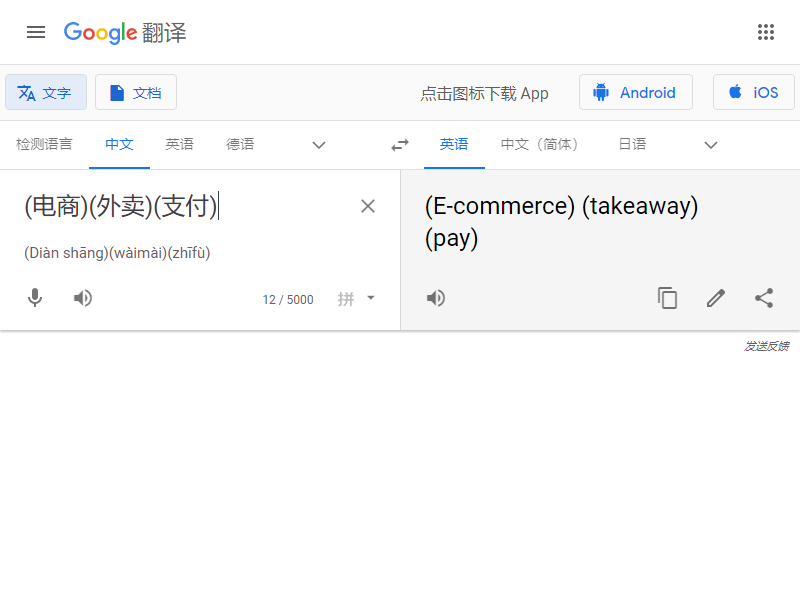 Google 翻译
文字
文档
点击图标下载 App
Android
iOS
检测语言
中文
英语
德语
英语
中文（简体）
日语
(电商)(外卖)(支付)
(Diàn shāng)(wàimài)(zhīfù)
12 / 5000
拼
(E-commerce) (takeaway)
(pay)
发送反馈